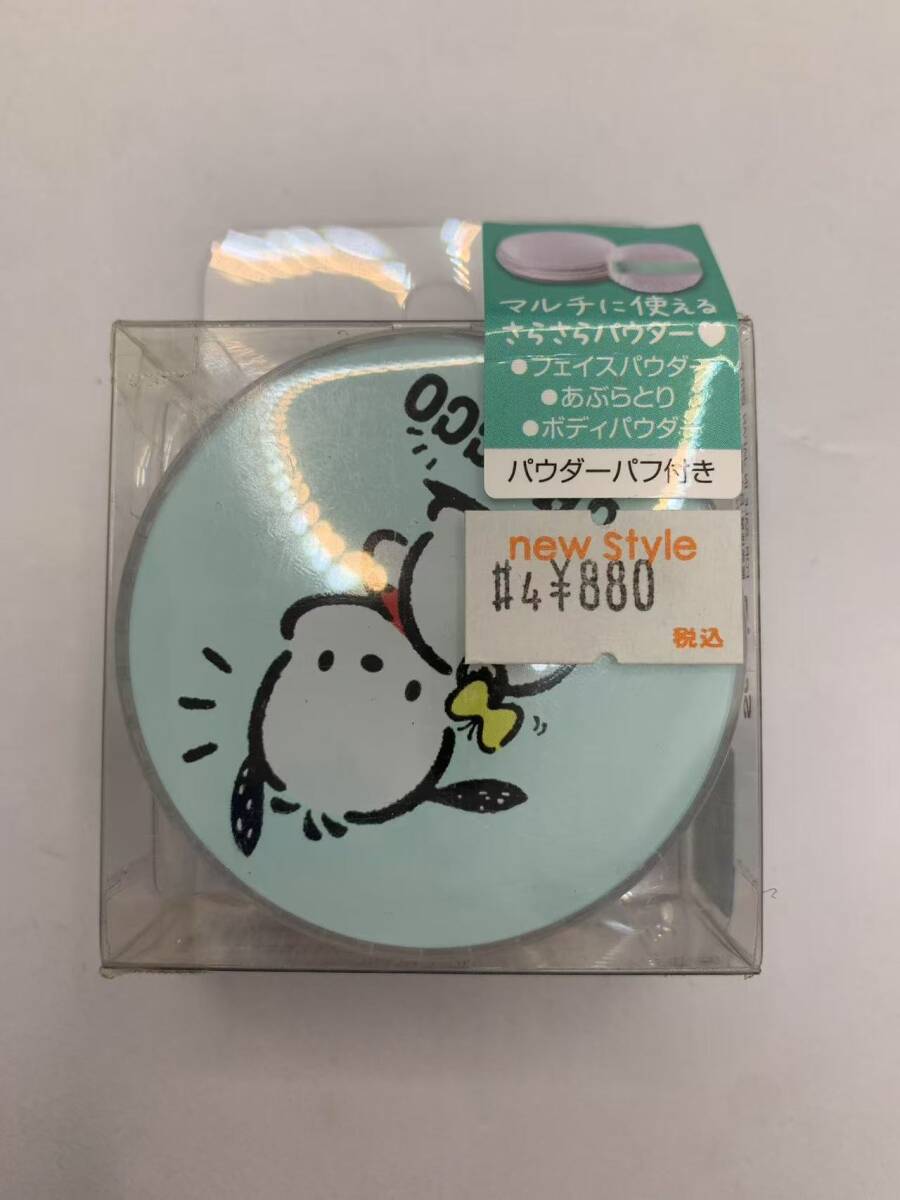 マルチに使える
さらさらパウダー♥
●フェイスパウダー
●あぶらとり
●ボディパウダー
パウダーパフ付き
new style
#4¥880
税込